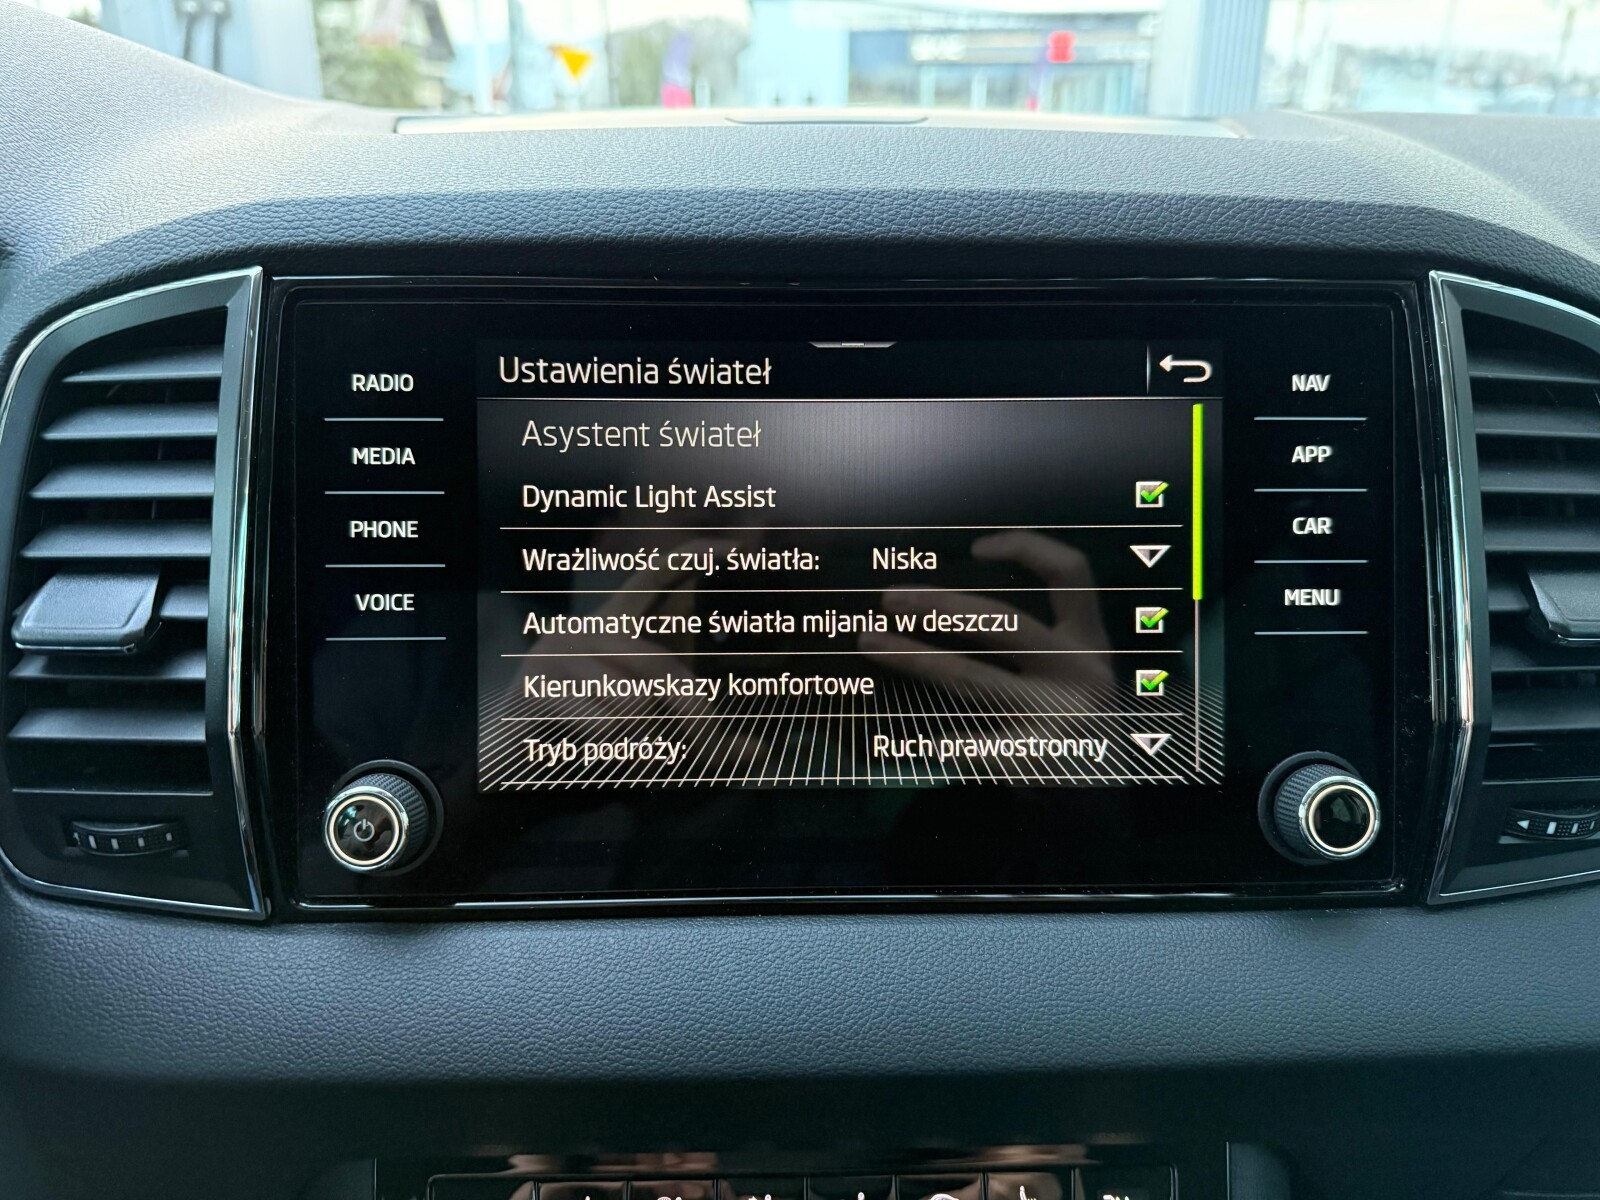 RADIO
MEDIA
PHONE
VOICE
Ustawienia świateł
Asystent świateł
Dynamic Light Assist
Wrażliwość czuj. światła: Niska
Automatyczne światła mijania w deszczu
Kierunkowskazy komfortowe
Tryb podróży: Ruch prawostronny
NAV
APP
CAR
MENU